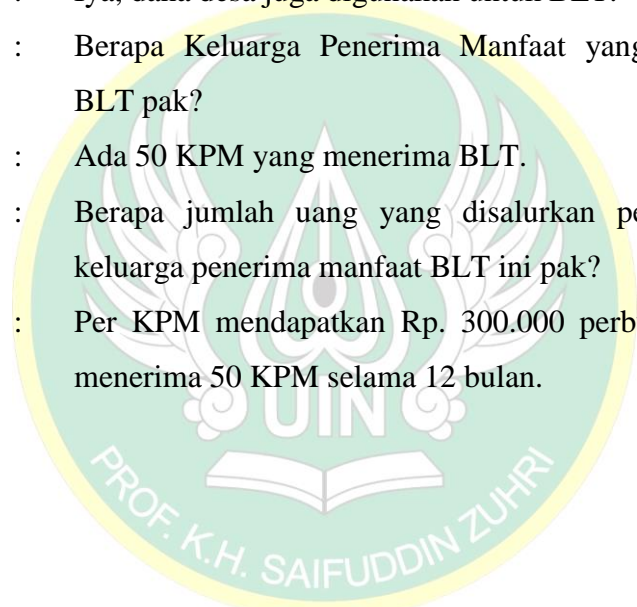 : Iya, dana desa juga digunakan untuk BLT.
: Berapa Keluarga Penerima Manfaat yang
BLT pak?
: Ada 50 KPM yang menerima BLT.
: Berapa jumlah uang yang disalurkan
keluarga penerima manfaat BLT ini pak?
: Per KPM mendapatkan Rp. 300.000
menerima 50 KPM selama 12 bulan.
UIN
PROF. K.H. SAIFUDDIN ZUHRI